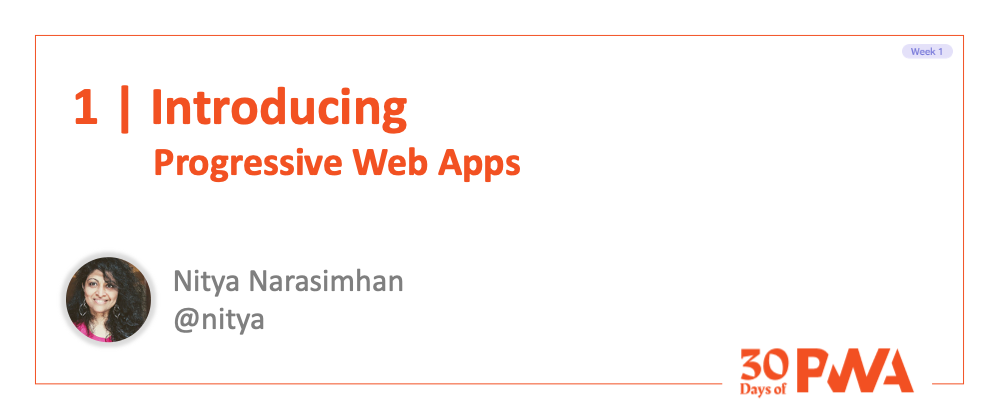 Week 1
1 | Introducing
Progressive Web Apps
Nitya Narasimhan
@nitya
30
Days of
PWA